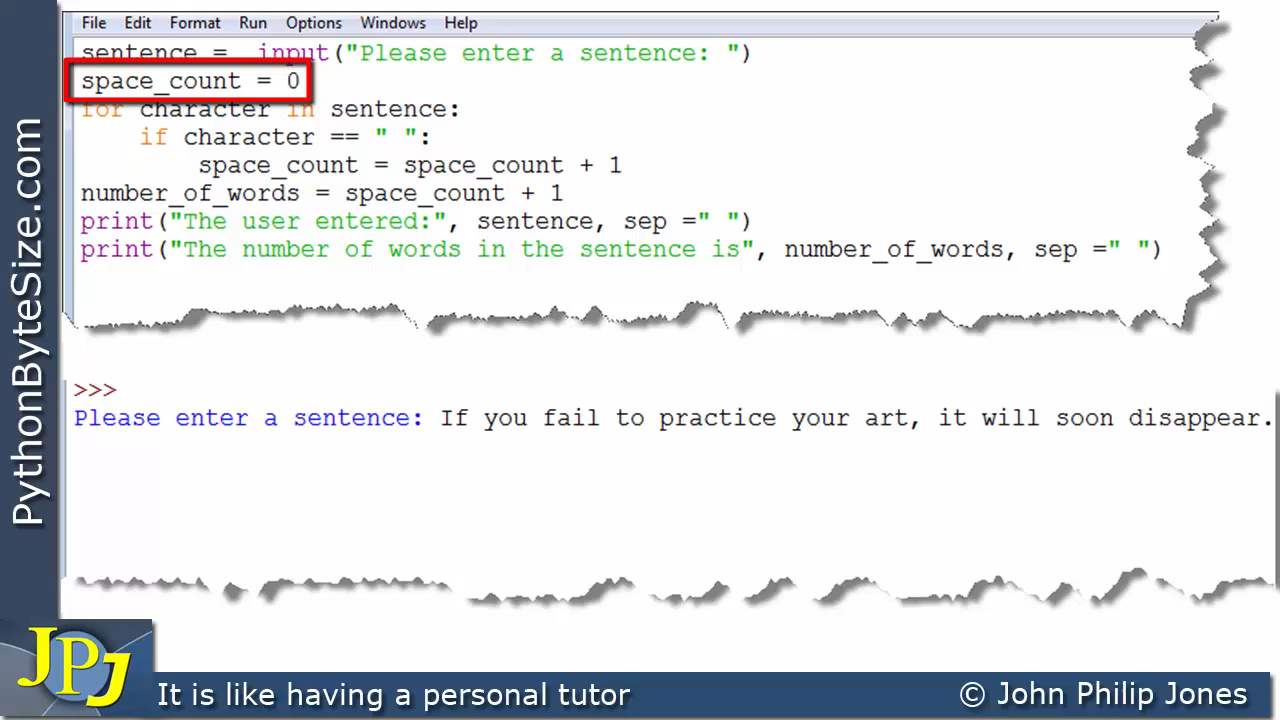 File Edit Format Run Options Windows Help
sentence =  input("Please enter a sentence: ")
space_count = 0
for character in sentence:
    if character == " ":
        space_count = space_count + 1
number_of_words = space_count + 1
print("The user entered:", sentence, sep =" ")
print("The number of words in the sentence is", number_of_words, sep =" ")
>>>
Please enter a sentence: If you fail to practice your art, it will soon disappear.
PythonByteSize.com
JPJ
It is like having a personal tutor
© John Philip Jones